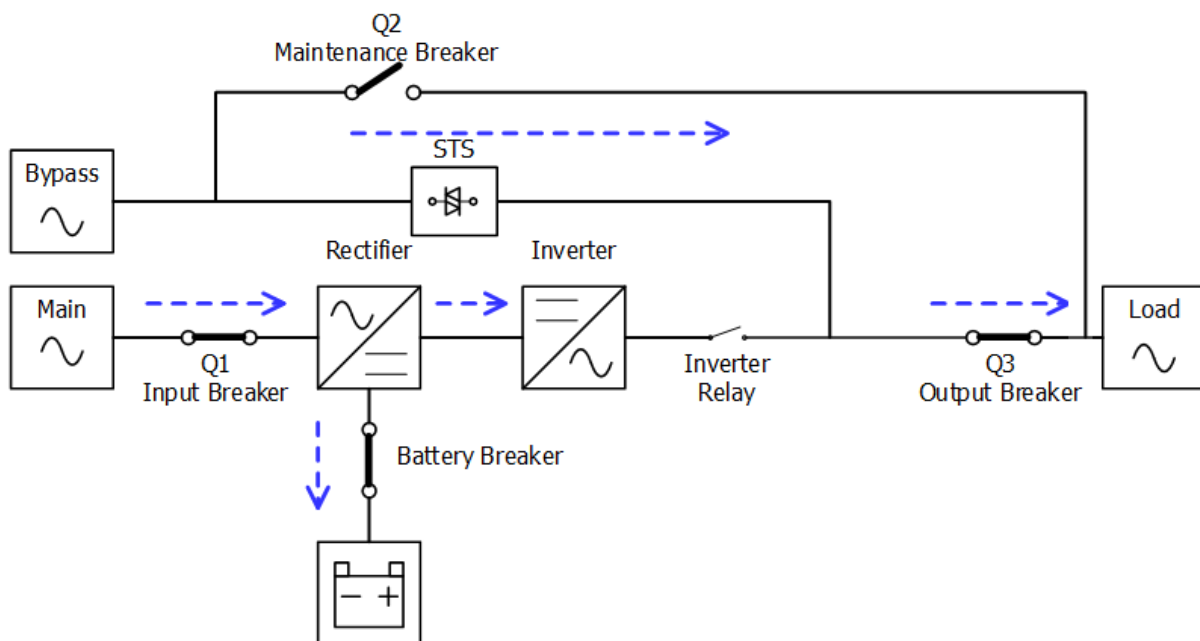 Q2
Maintenance Breaker
STS
Bypass
Rectifier
Inverter
Main
Load
Q1
Input Breaker
Inverter
Relay
Q3
Output Breaker
Battery Breaker